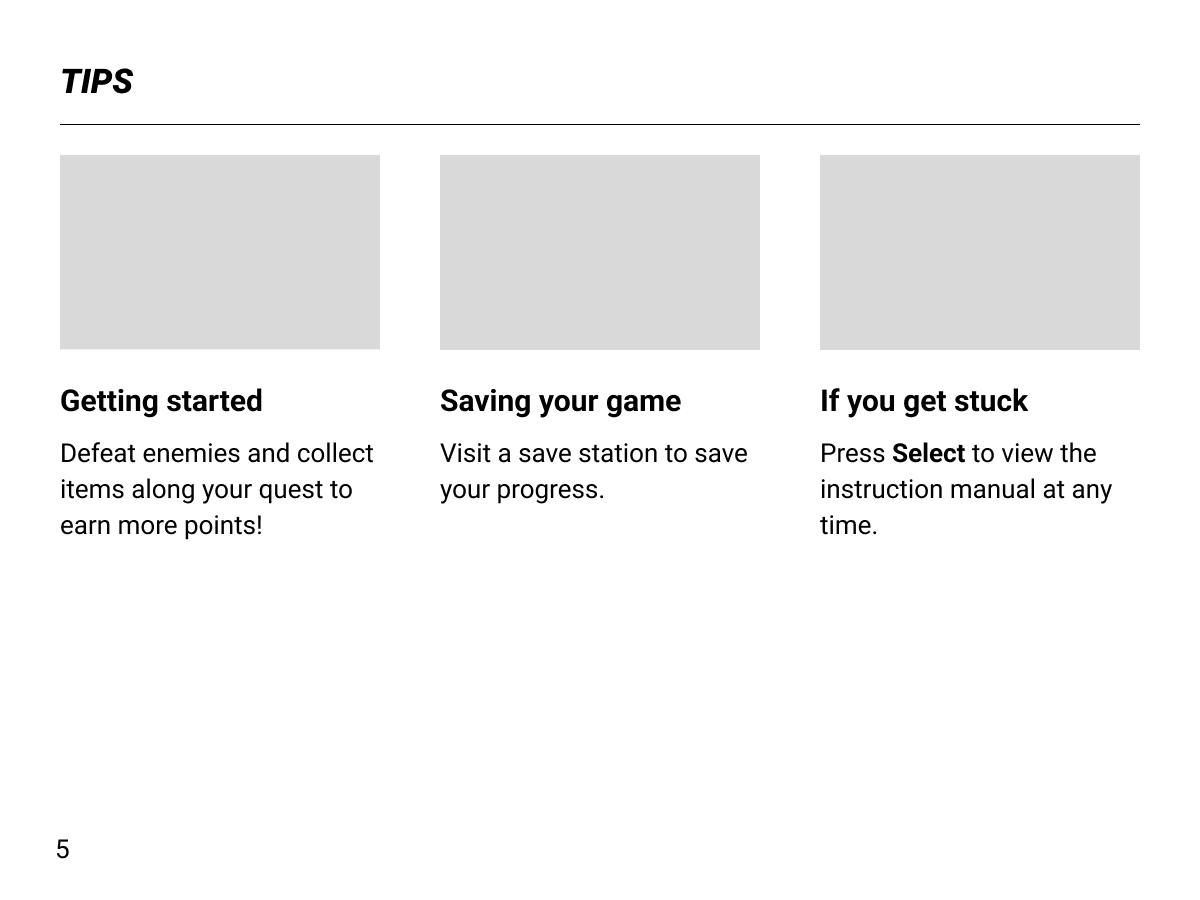 TIPS
Getting started
Defeat enemies and collect
items along your quest to
earn more points!
Saving your game
Visit a save station to save
your progress.
If you get stuck
Press Select to view the
instruction manual at any
time.
5